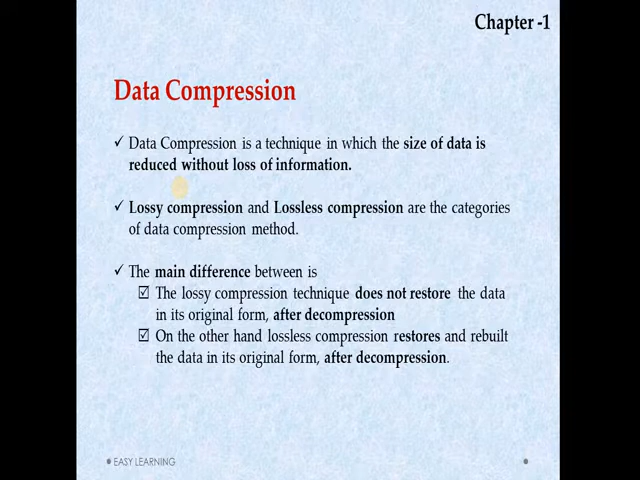 Chapter -1
Data Compression
✓ Data Compression is a technique in which the size of data is
reduced without loss of information.
✓ Lossy compression and Lossless compression are the categories
of data compression method.
✓ The main difference between is
☑ The lossy compression technique does not restore the data
in its original form, after decompression
☑ On the other hand lossless compression restores and rebuilt
the data in its original form, after decompression.
EASY LEARNING